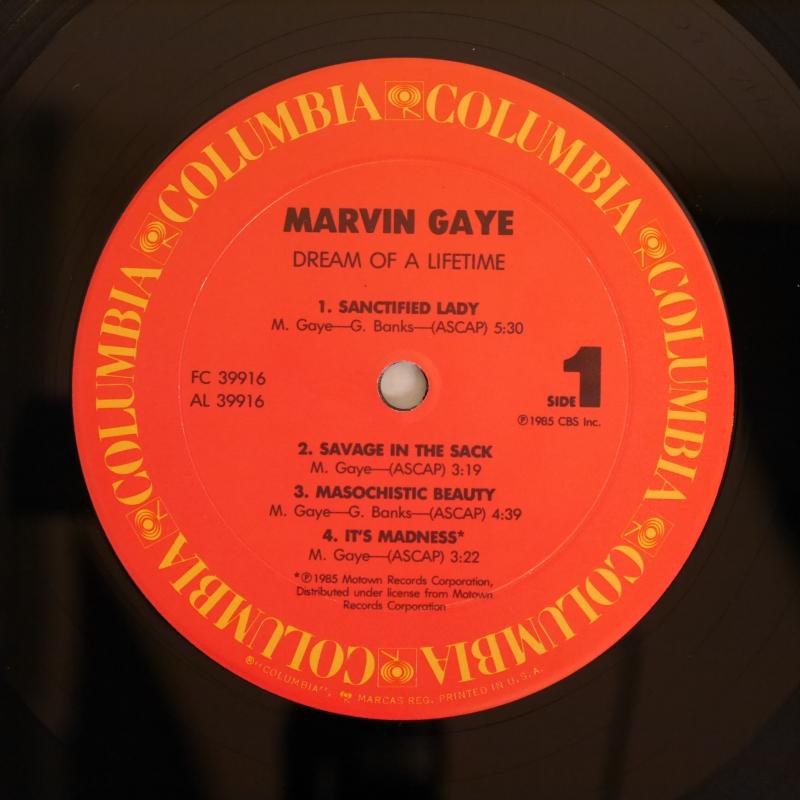 COLUMBIA COLUMBIA COLUMBIA COLUMBIA COLUMBIA COLUMBIA COLUMBIA
MARVIN GAYE
DREAM OF A LIFETIME
1. SANCTIFIED LADY
M. Gaye—G. Banks—(ASCAP) 5:30
FC 39916
AL 39916
SIDE 1
℗1985 CBS Inc.
2. SAVAGE IN THE SACK
M. Gaye—(ASCAP) 3:19
3. MASOCHISTIC BEAUTY
M. Gaye—G. Banks—(ASCAP) 4:39
4. IT'S MADNESS*
M. Gaye—(ASCAP) 3:22
*℗1985 Motown Records Corporation,
Distributed under license from Motown
Records Corporation
®"COLUMBIA", MARCAS REG. PRINTED IN U.S.A.